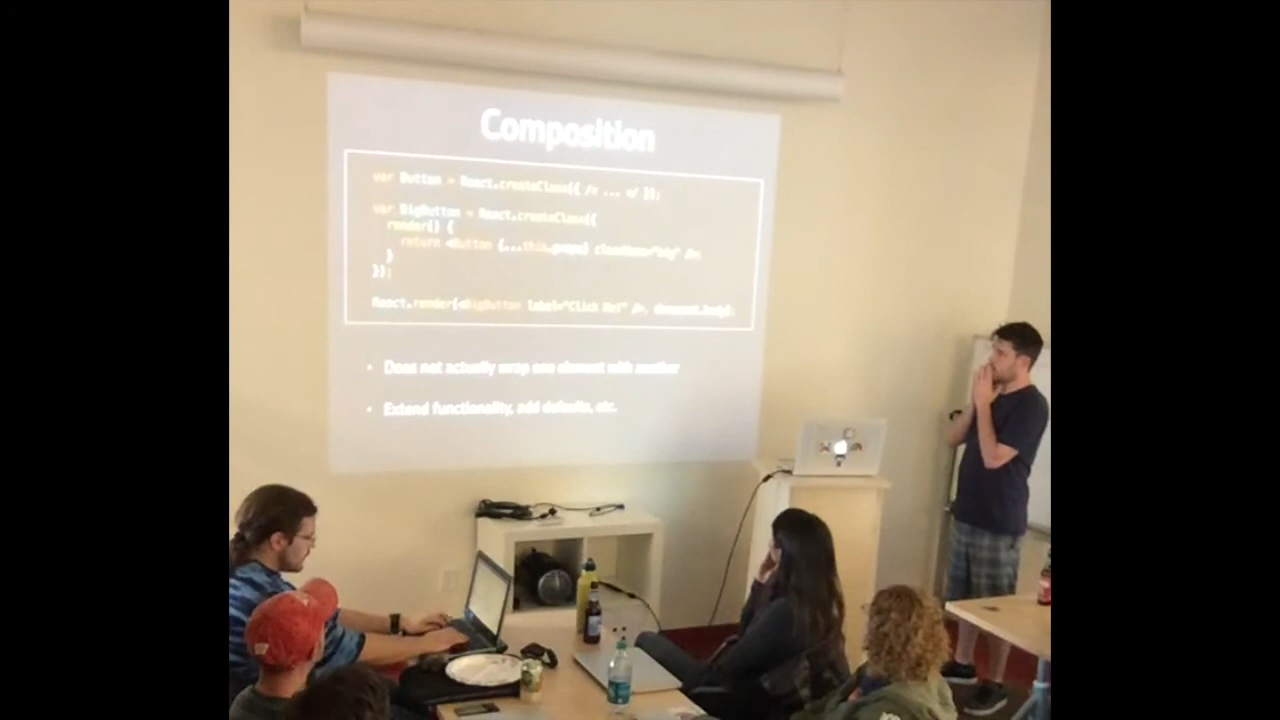 Composition
var Button = React.createClass({ /* ... */ });
var BigButton = React.createClass({
render() {
return <Button {...this.props} className="big" />;
}
});
React.render(<BigButton label="Click Me!" />, document.body);
• Does not actually wrap one element with another
• Extend functionality, add defaults, etc.